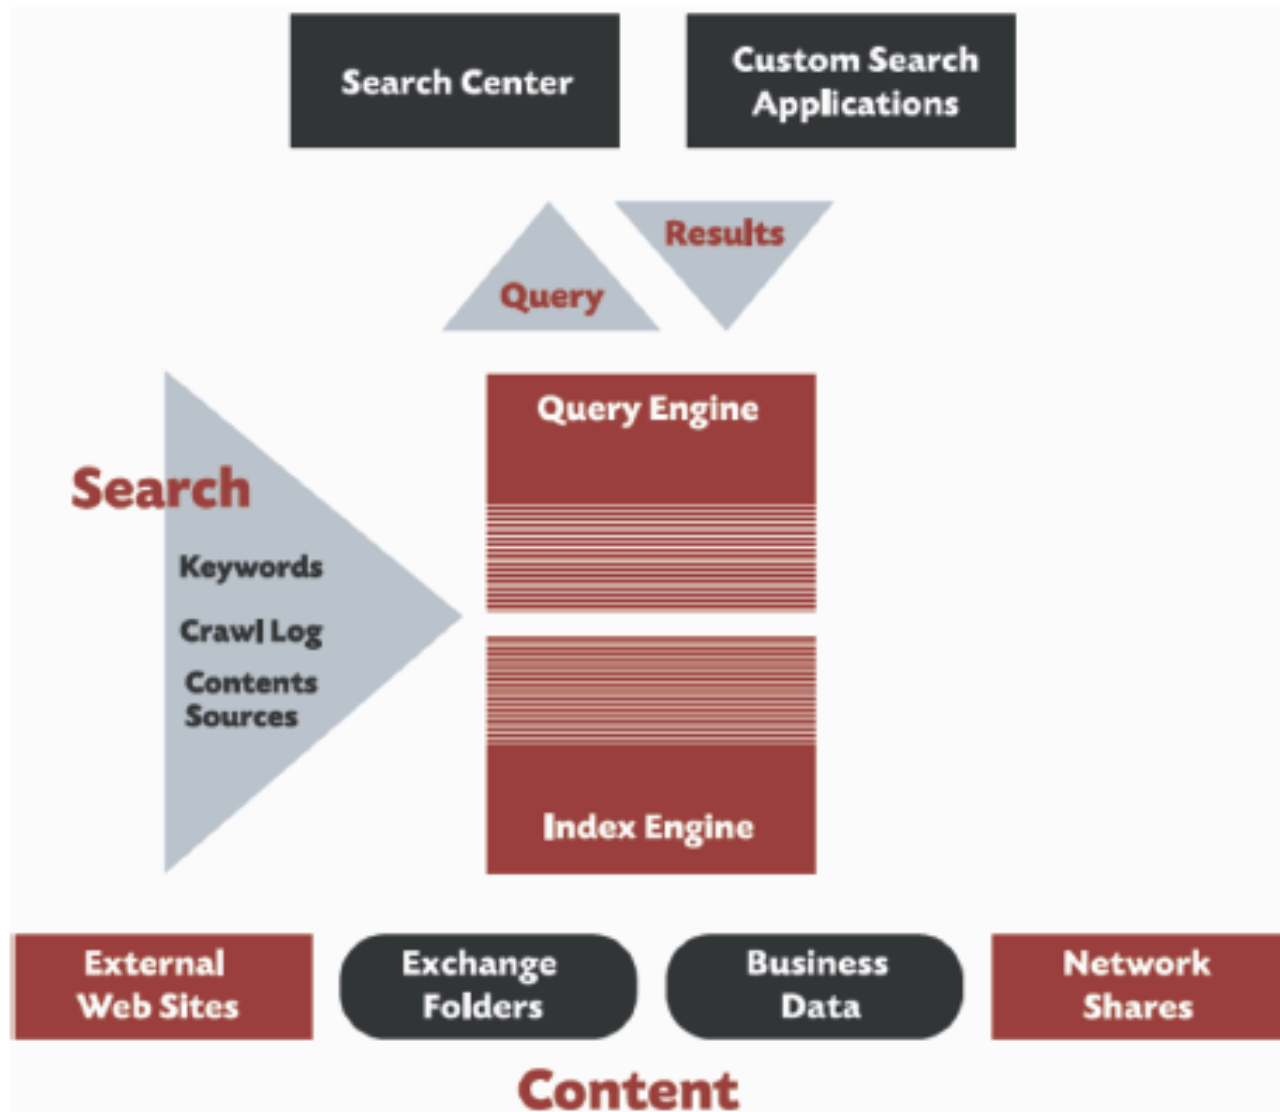 Search Center
Custom Search
Applications
Query
Results
Query Engine
Search
Keywords
Crawl Log
Contents
Sources
Index Engine
External
Web Sites
Exchange
Folders
Business
Data
Network
Shares
Content